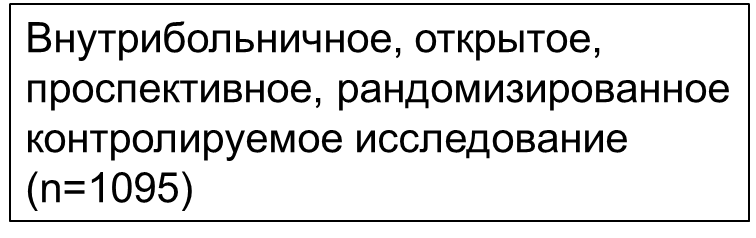 Внутрибольничное, открытое,
проспективное, рандомизированное
контролируемое исследование
(n=1095)